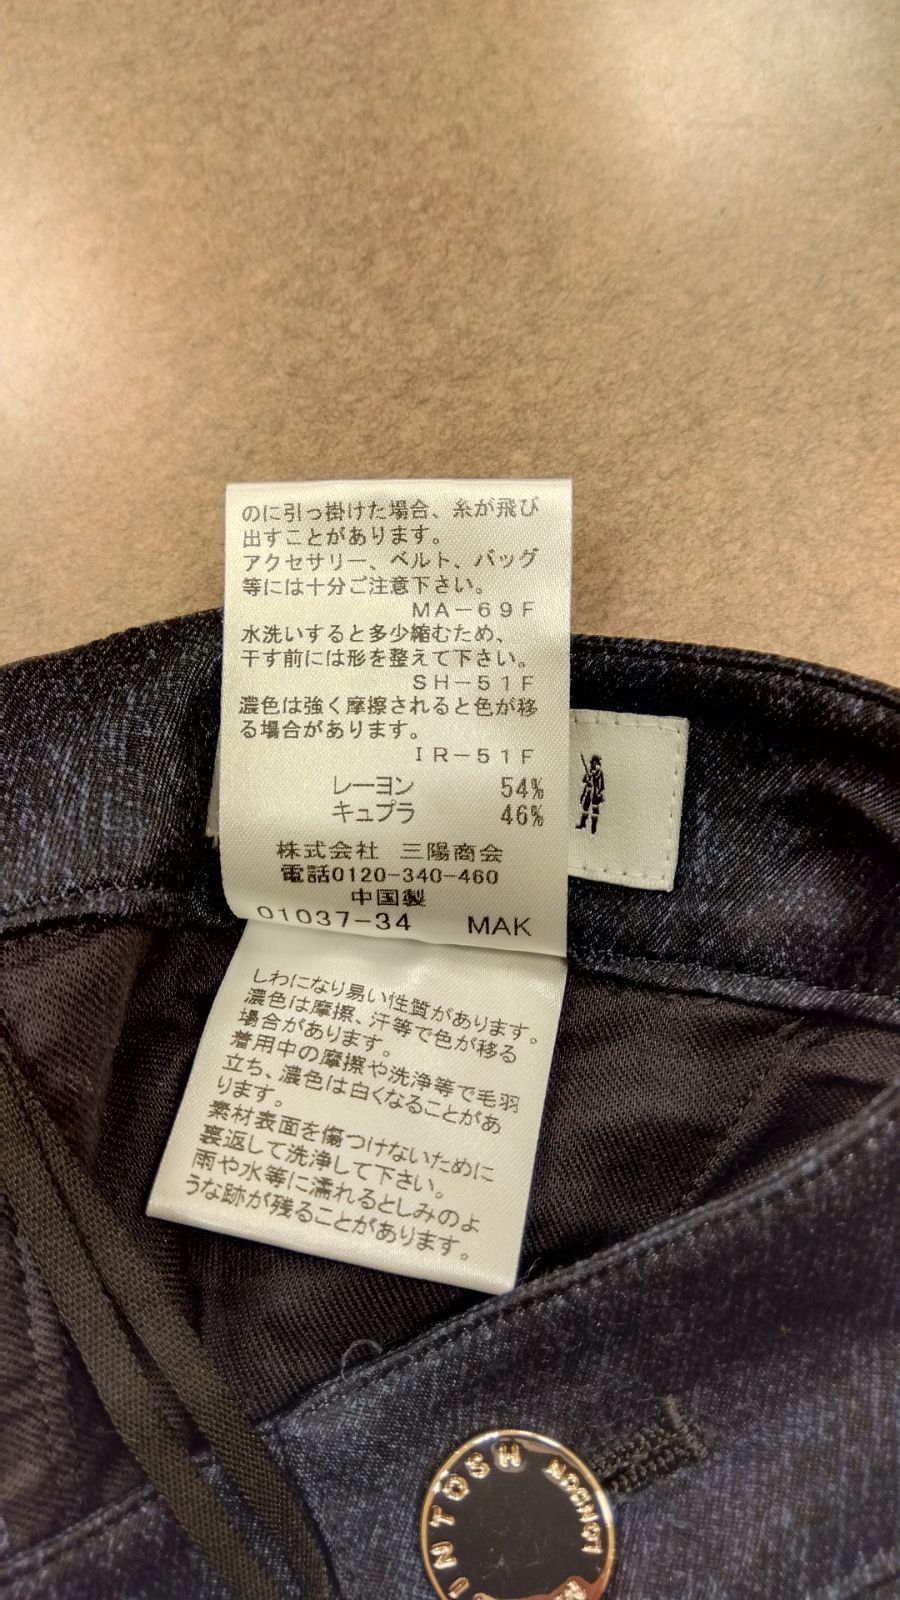 のに引っ掛けた場合、糸が飛び
出すことがあります。
アクセサリー、ベルト、バッグ
等には十分ご注意下さい。
MA-69F
水洗いすると多少縮むため、
干す前には形を整えて下さい。
SH-51F
濃色は強く摩擦されると色が移
る場合があります。
IR-51F
レーヨン 54%
キュプラ 46%
株式会社 三陽商会
電話0120-340-460
中国製
01037-34 MAK
しわになり易い性質があります。
濃色は摩擦、汗等で色が移る
場合があります。
着用中の摩擦や洗浄等で毛羽
立ち、濃色は白くなることがあ
ります。
素材表面を傷つけないために
裏返して洗浄して下さい。
雨や水等に濡れるとしみのよ
うな跡が残ることがあります。
NTOSH